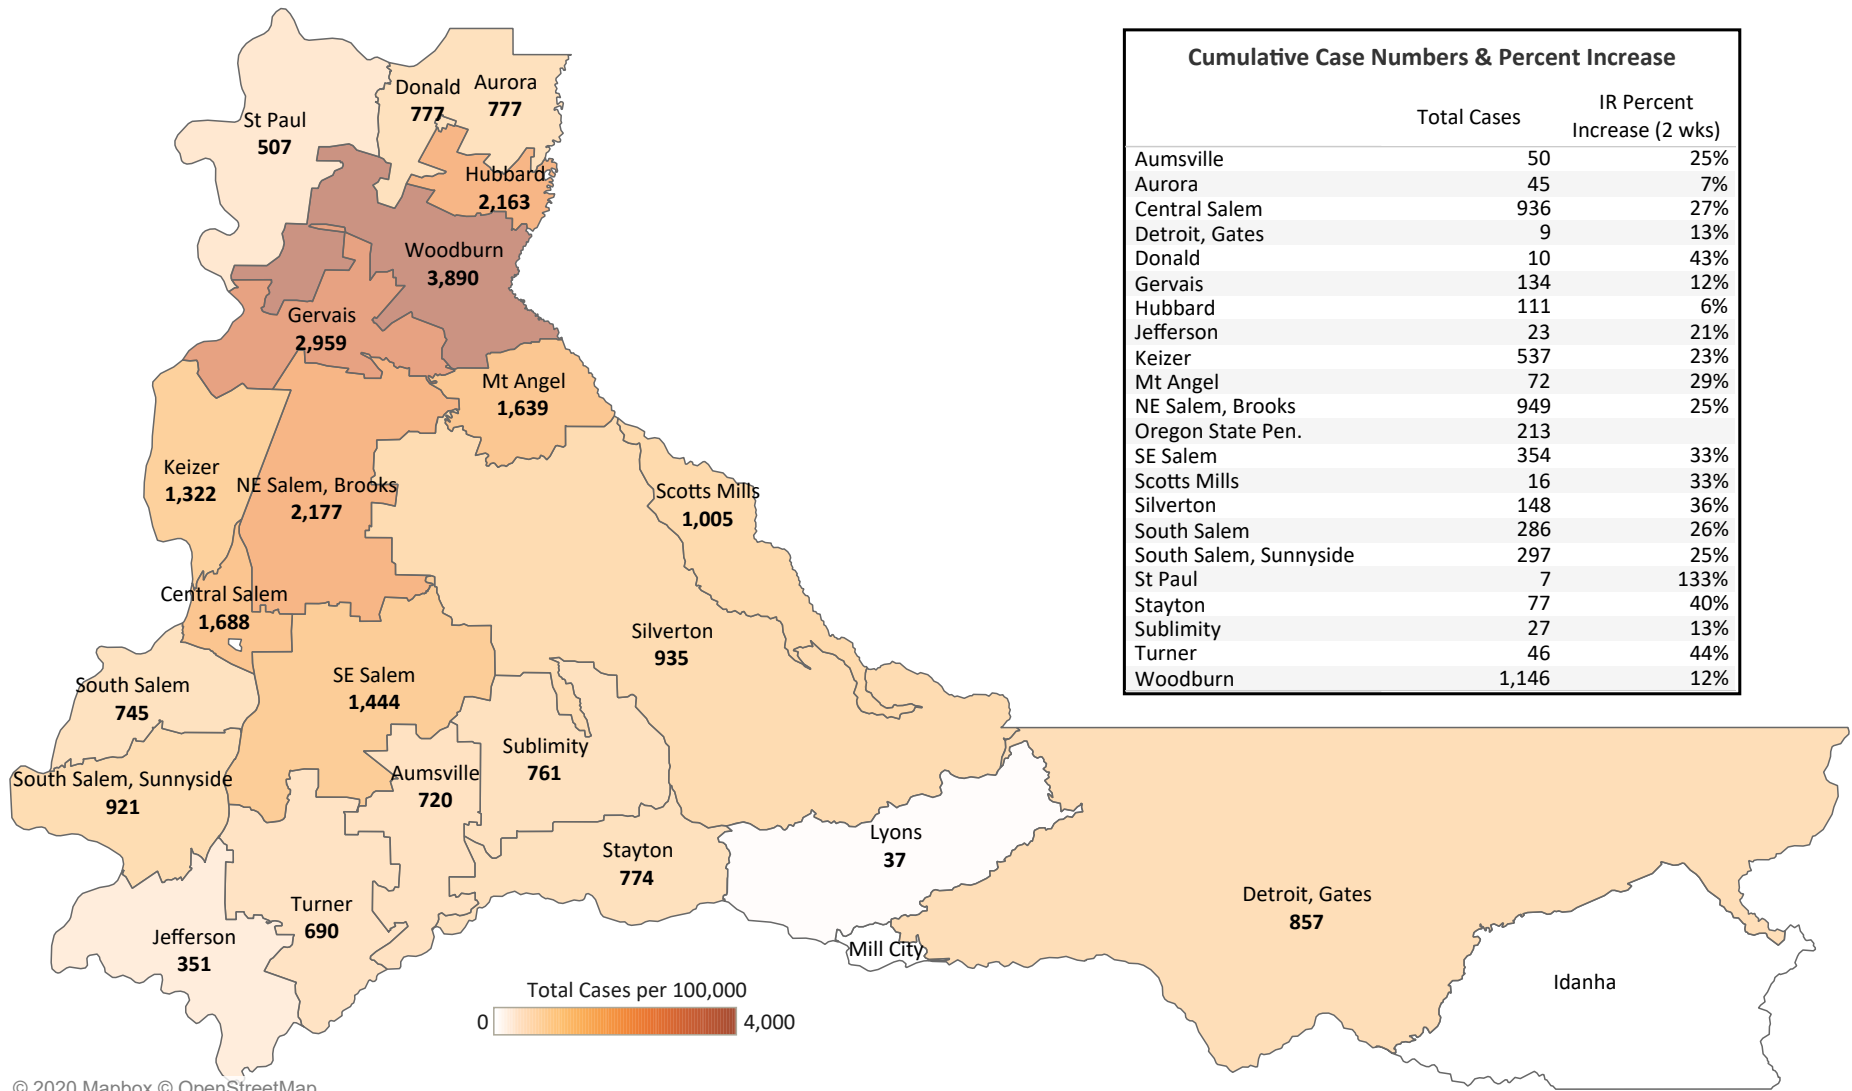 Donald
777
Aurora
777
St Paul
507
Hubbard
2,163
Woodburn
3,890
Gervais
2,959
Mt Angel
1,639
Keizer
1,322
NE Salem, Brooks
2,177
Scotts Mills
1,005
Central Salem
1,688
Silverton
935
South Salem
745
SE Salem
1,444
Sublimity
761
South Salem, Sunnyside
921
Aumsville
720
Lyons
37
Stayton
774
Turner
690
Detroit, Gates
857
Jefferson
351
Mill City
Idanha
Total Cases per 100,000
0 4,000
© 2020 Mapbox © OpenStreetMap
Cumulative Case Numbers & Percent Increase
Total Cases IR Percent
Increase (2 wks)
Aumsville 50 25%
Aurora 45 7%
Central Salem 936 27%
Detroit, Gates 9 13%
Donald 10 43%
Gervais 134 12%
Hubbard 111 6%
Jefferson 23 21%
Keizer 537 23%
Mt Angel 72 29%
NE Salem, Brooks 949 25%
Oregon State Pen. 213
SE Salem 354 33%
Scotts Mills 16 33%
Silverton 148 36%
South Salem 286 26%
South Salem, Sunnyside 297 25%
St Paul 7 133%
Stayton 77 40%
Sublimity 27 13%
Turner 46 44%
Woodburn 1,146 12%